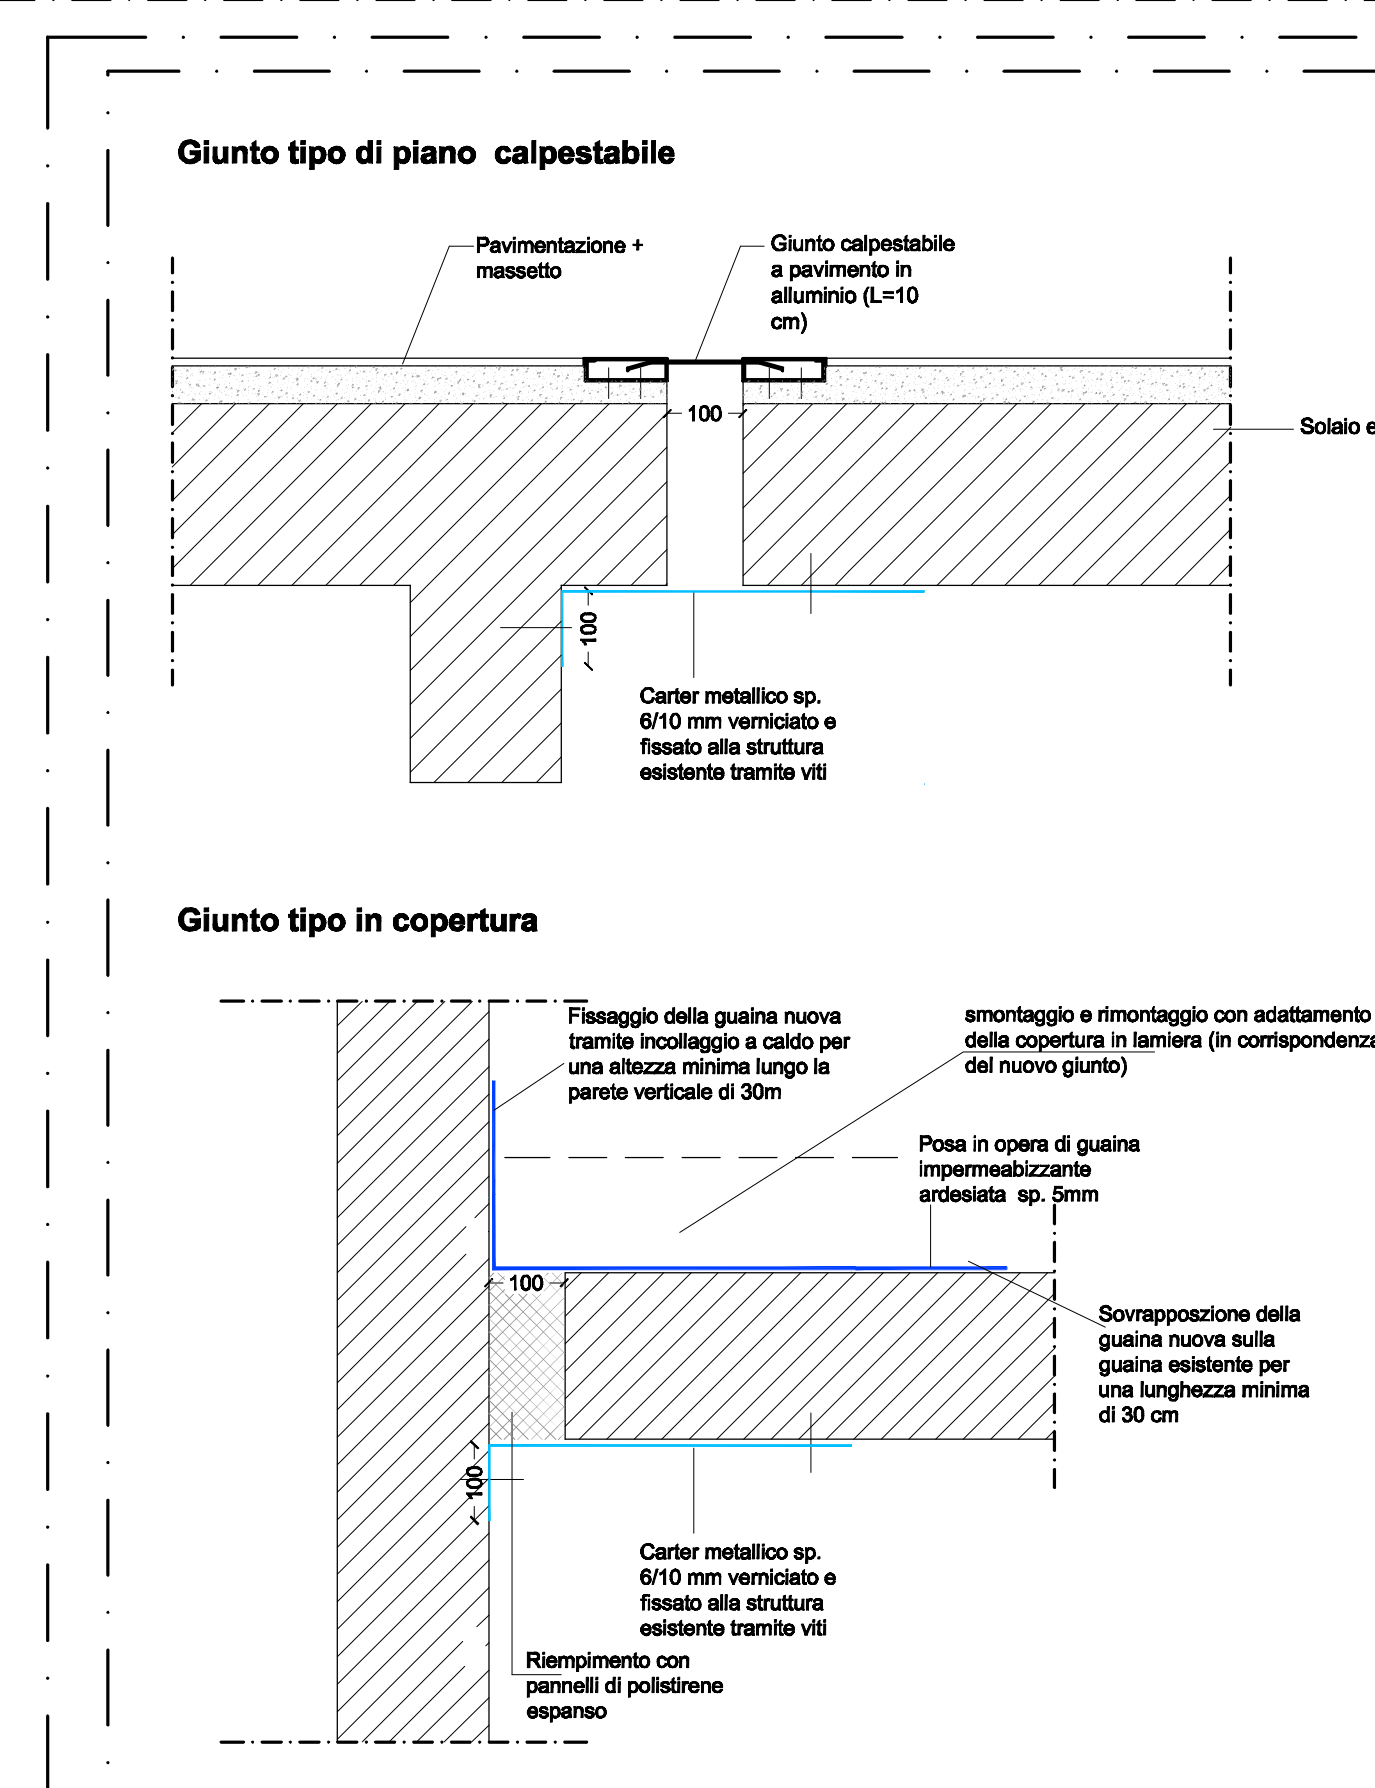 Giunto tipo di piano calpestabile
Pavimentazione +
massetto
Giunto calpestabile
a pavimento in
alluminio (L=10
cm)
100
Solaio e
100
Carter metallico sp.
6/10 mm verniciato e
fissato alla struttura
esistente tramite viti
Giunto tipo in copertura
Fissaggio della guaina nuova
tramite incollaggio a caldo per
una altezza minima lungo la
parete verticale di 30m
smontaggio e rimontaggio con adattamento
della copertura in lamiera (in corrispondenza
del nuovo giunto)
Posa in opera di guaina
impermeabizzante
ardesiata sp. 5mm
100
Sovrapposzione della
guaina nuova sulla
guaina esistente per
una lunghezza minima
di 30 cm
100
Carter metallico sp.
6/10 mm verniciato e
fissato alla struttura
esistente tramite viti
Riempimento con
pannelli di polistirene
espanso